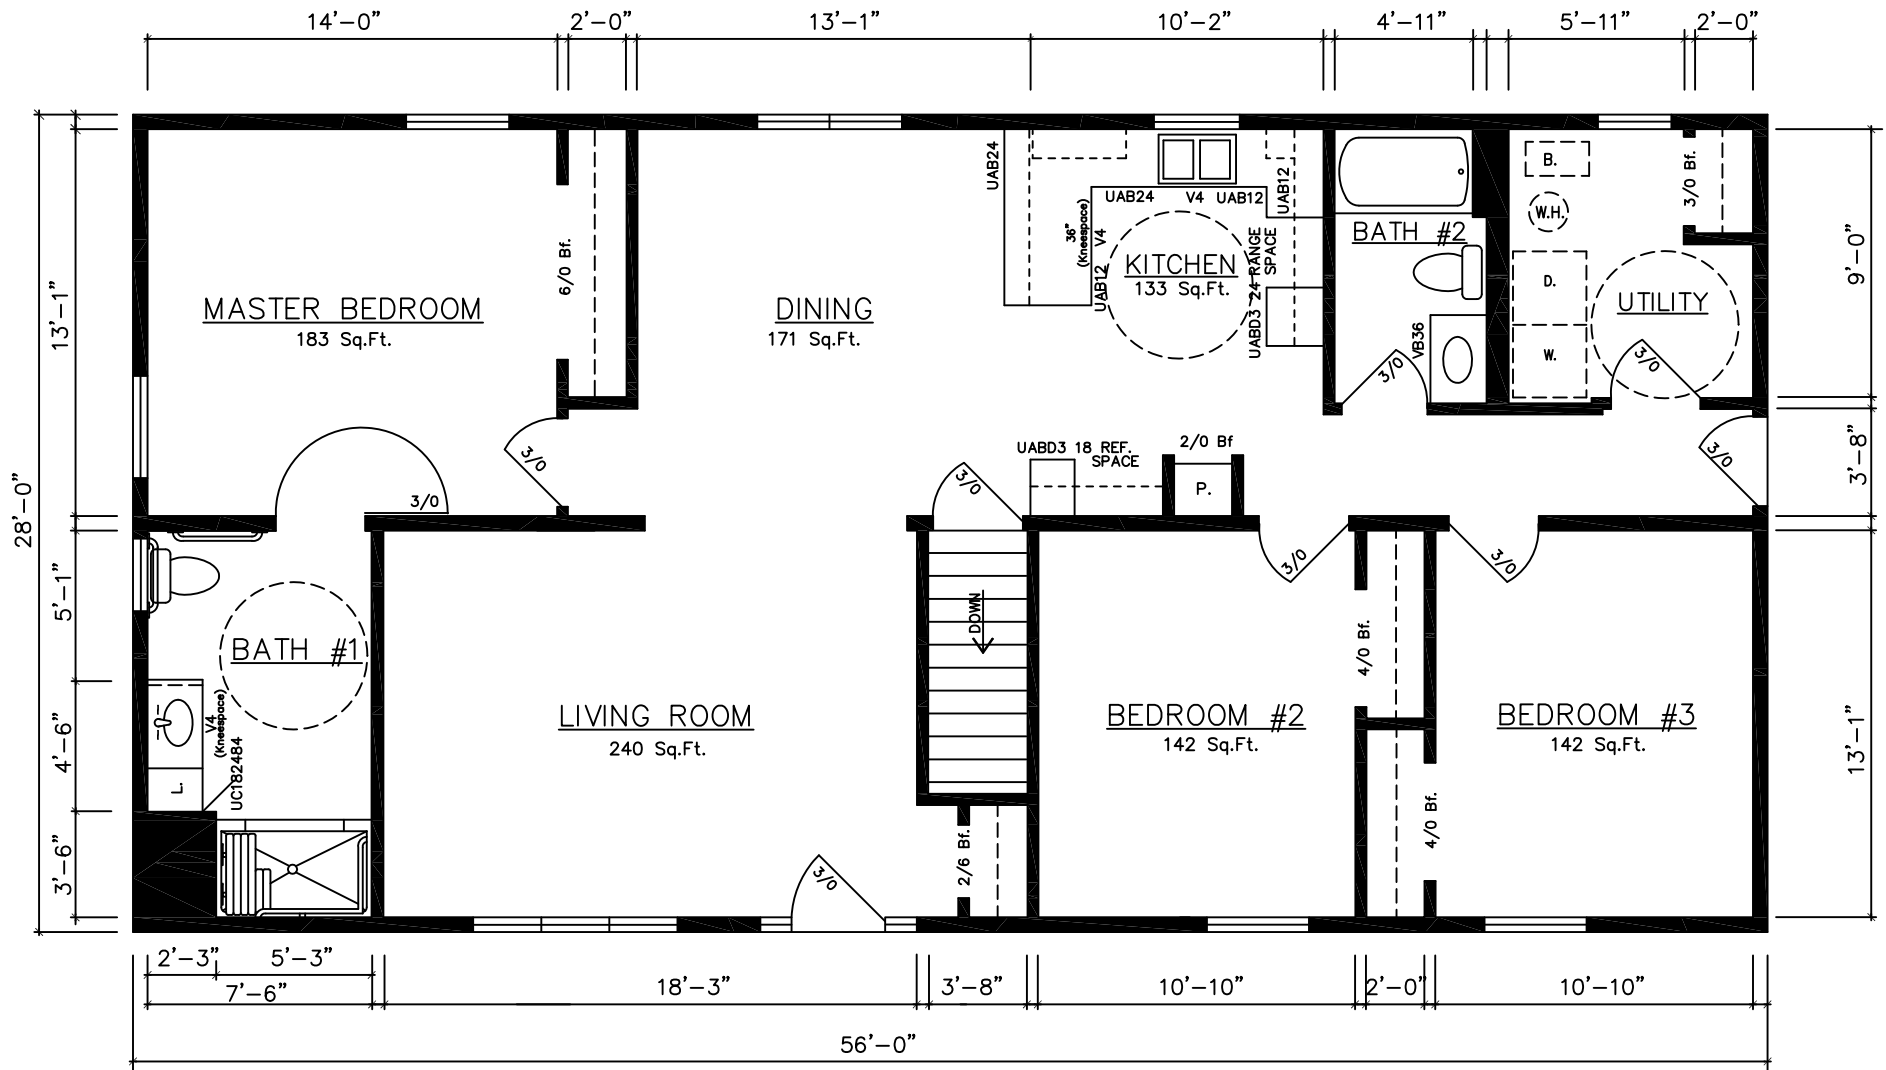 14'-0"
2'-0"
13'-1"
10'-2"
4'-11"
5'-11"
2'-0"
28'-0"
13'-1"
5'-1"
4'-6"
3'-6"
MASTER BEDROOM
183 Sq.Ft.
6/0 Bf.
3/0
3/0
DINING
171 Sq.Ft.
UAB24
UAB24
V4
UAB12
UAB12
36"
(Kneespace)
V4
UAB12
KITCHEN
133 Sq.Ft.
UABD3 24 RANGE
SPACE
UABD3 18 REF.
SPACE
2/0 Bf
P.
BATH #2
VB36
3/0
B.
W.H.
D.
W.
3/0 Bf.
UTILITY
3/0
3/0
9'-0"
3'-8"
13'-1"
BATH #1
V4
(Kneespace)
UC182484
L.
LIVING ROOM
240 Sq.Ft.
3/0
3/0
DOWN
2/6 Bf.
BEDROOM #2
142 Sq.Ft.
3/0
4/0 Bf.
4/0 Bf.
3/0
BEDROOM #3
142 Sq.Ft.
2'-3"
5'-3"
7'-6"
18'-3"
3'-8"
10'-10"
2'-0"
10'-10"
56'-0"